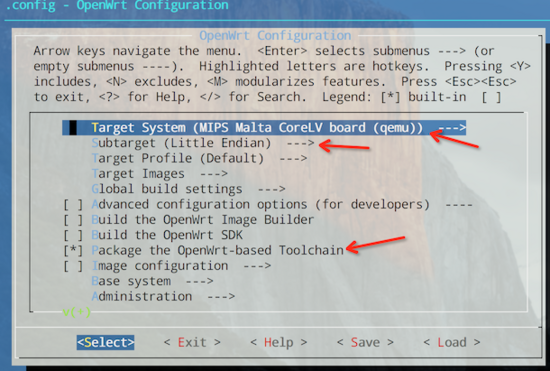 .config - OpenWrt Configuration
OpenWrt Configuration
Arrow keys navigate the menu. <Enter> selects submenus ---> (or
empty submenus ----). Highlighted letters are hotkeys. Pressing <Y>
includes, <N> excludes, <M> modularizes features. Press <Esc><Esc>
to exit, <?> for Help, </> for Search. Legend: [*] built-in [ ]
Target System (MIPS Malta CoreLV board (qemu)) --->
Subtarget (Little Endian) --->
Target Profile (Default) --->
Target Images --->
Global build settings --->
[ ] Advanced configuration options (for developers) ----
[ ] Build the OpenWrt Image Builder
[ ] Build the OpenWrt SDK
[*] Package the OpenWrt-based Toolchain
[ ] Image configuration --->
Base system --->
Administration --->
<Select> < Exit > < Help > < Save > < Load >